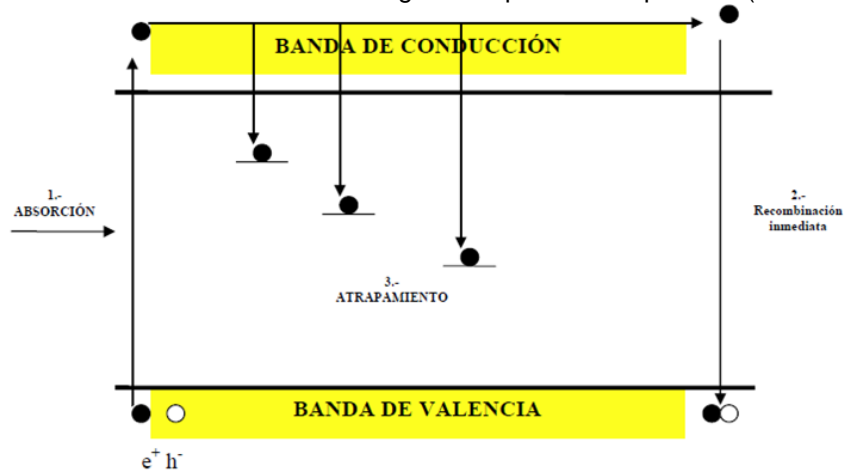 BANDA DE CONDUCCIÓN
1.-
ABSORCIÓN
2.-
Recombinación
inmediata
3.-
ATRAPAMIENTO
BANDA DE VALENCIA
e+ h-